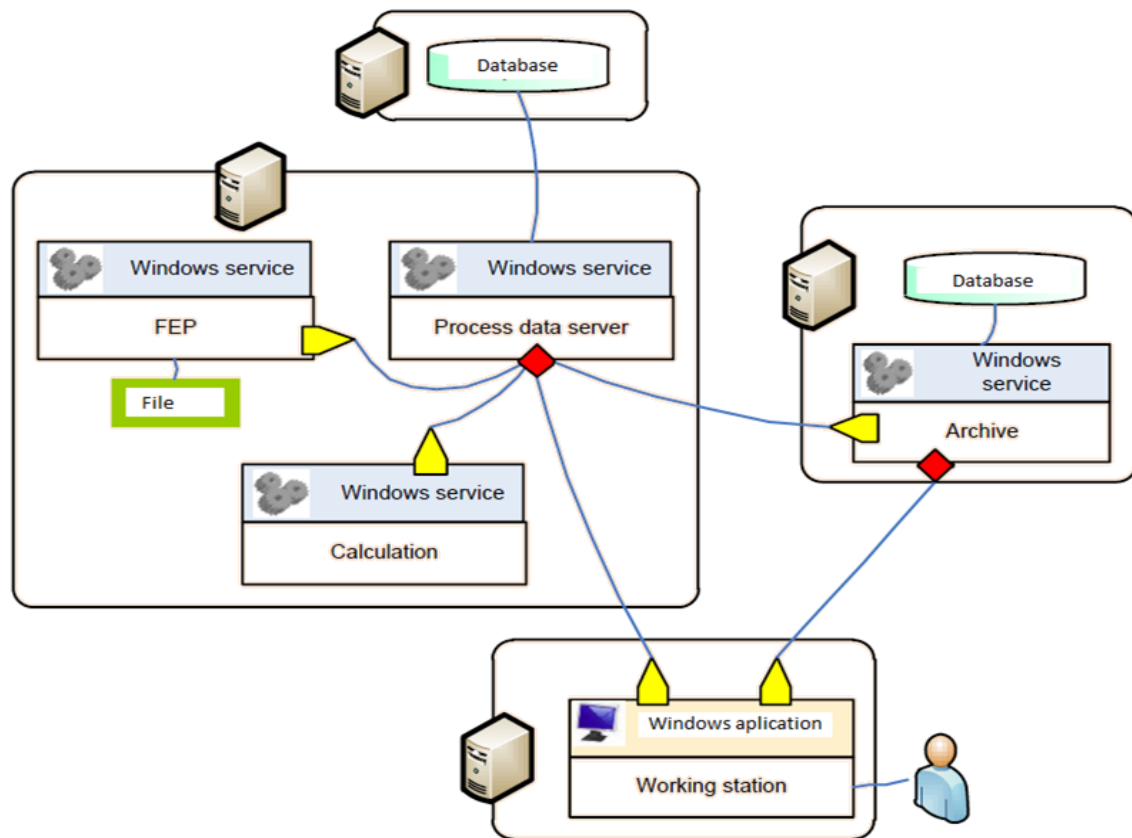 Database
Windows service
FEP
File
Windows service
Process data server
Windows service
Calculation
Database
Windows
service
Archive
Windows aplication
Working station